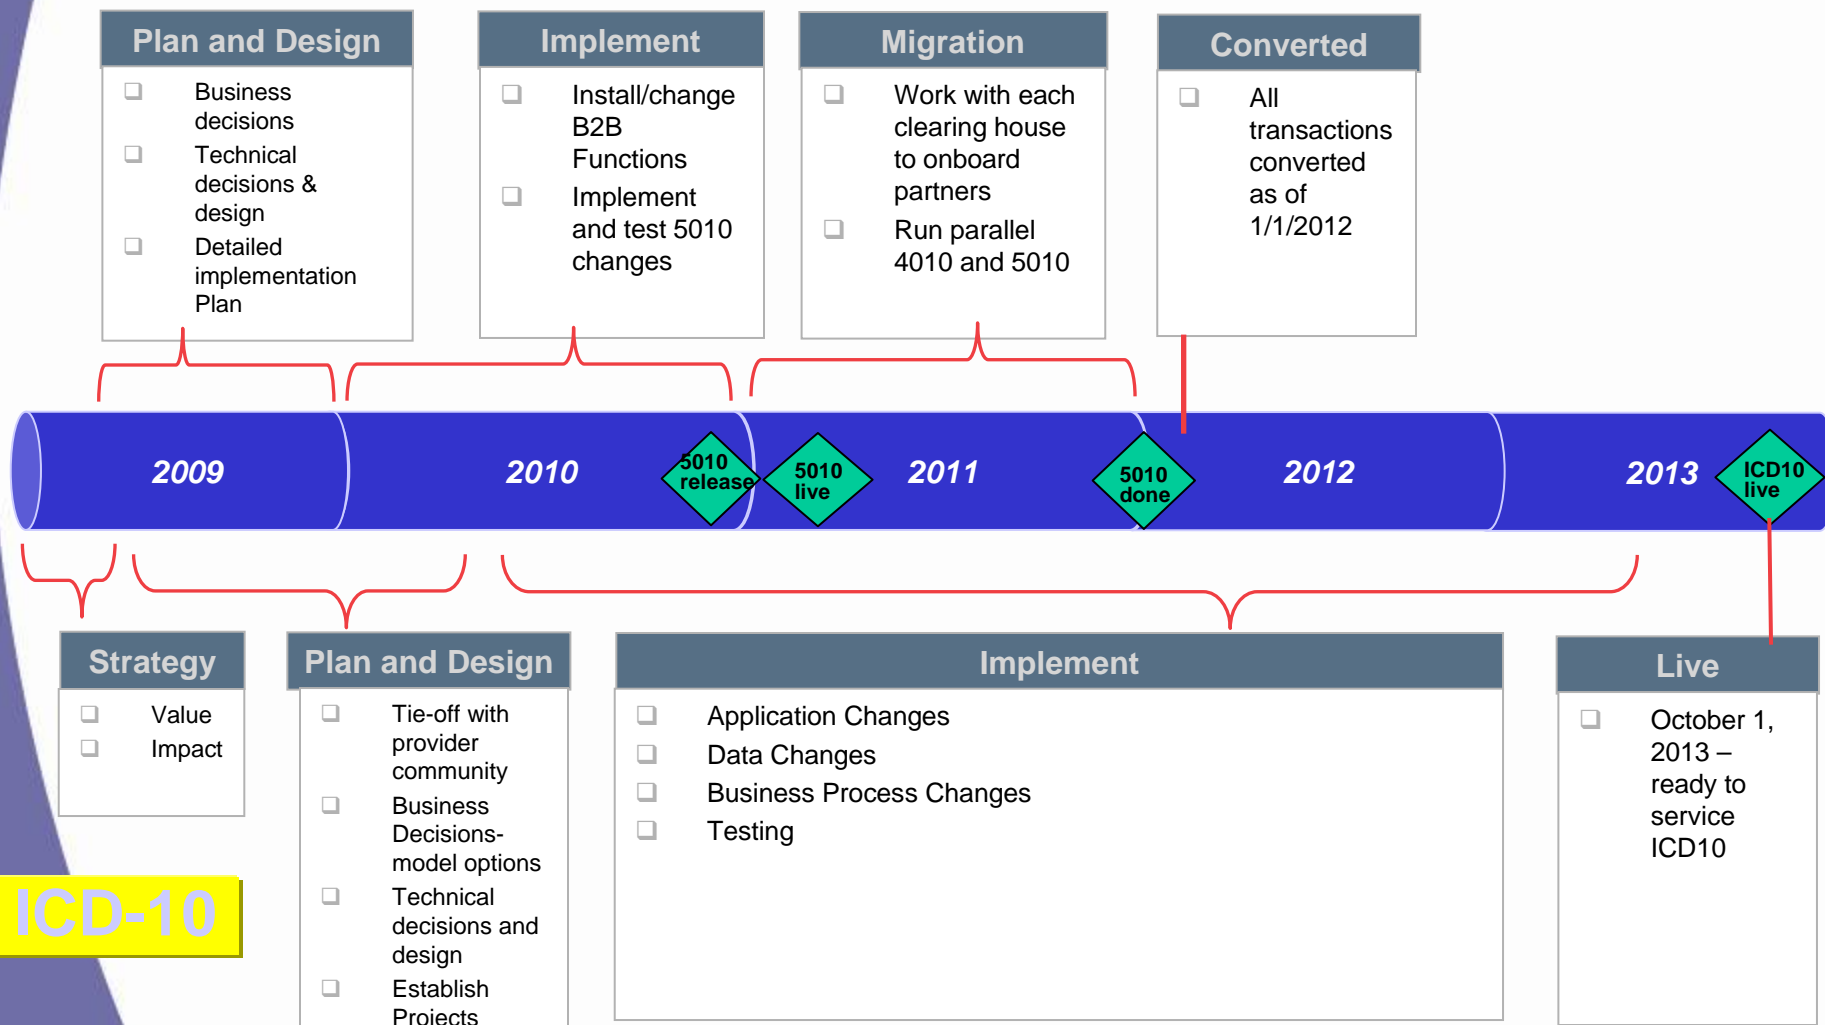 Plan and Design
Business
decisions
Technical
decisions &
design
Detailed
implementation
Plan
Implement
Install/change
B2B
Functions
Implement
and test 5010
changes
Migration
Work with each
clearing house
to onboard
partners
Run parallel
4010 and 5010
Converted
All
transactions
converted
as of
1/1/2012
2009
2010
5010
release
5010
live
2011
5010
done
2012
2013
ICD10
live
Strategy
Value
Impact
Plan and Design
Tie-off with
provider
community
Business
Decisions-
model options
Technical
decisions and
design
Establish
Projects
Implement
Application Changes
Data Changes
Business Process Changes
Testing
Live
October 1,
2013 –
ready to
service
ICD10
ICD-10